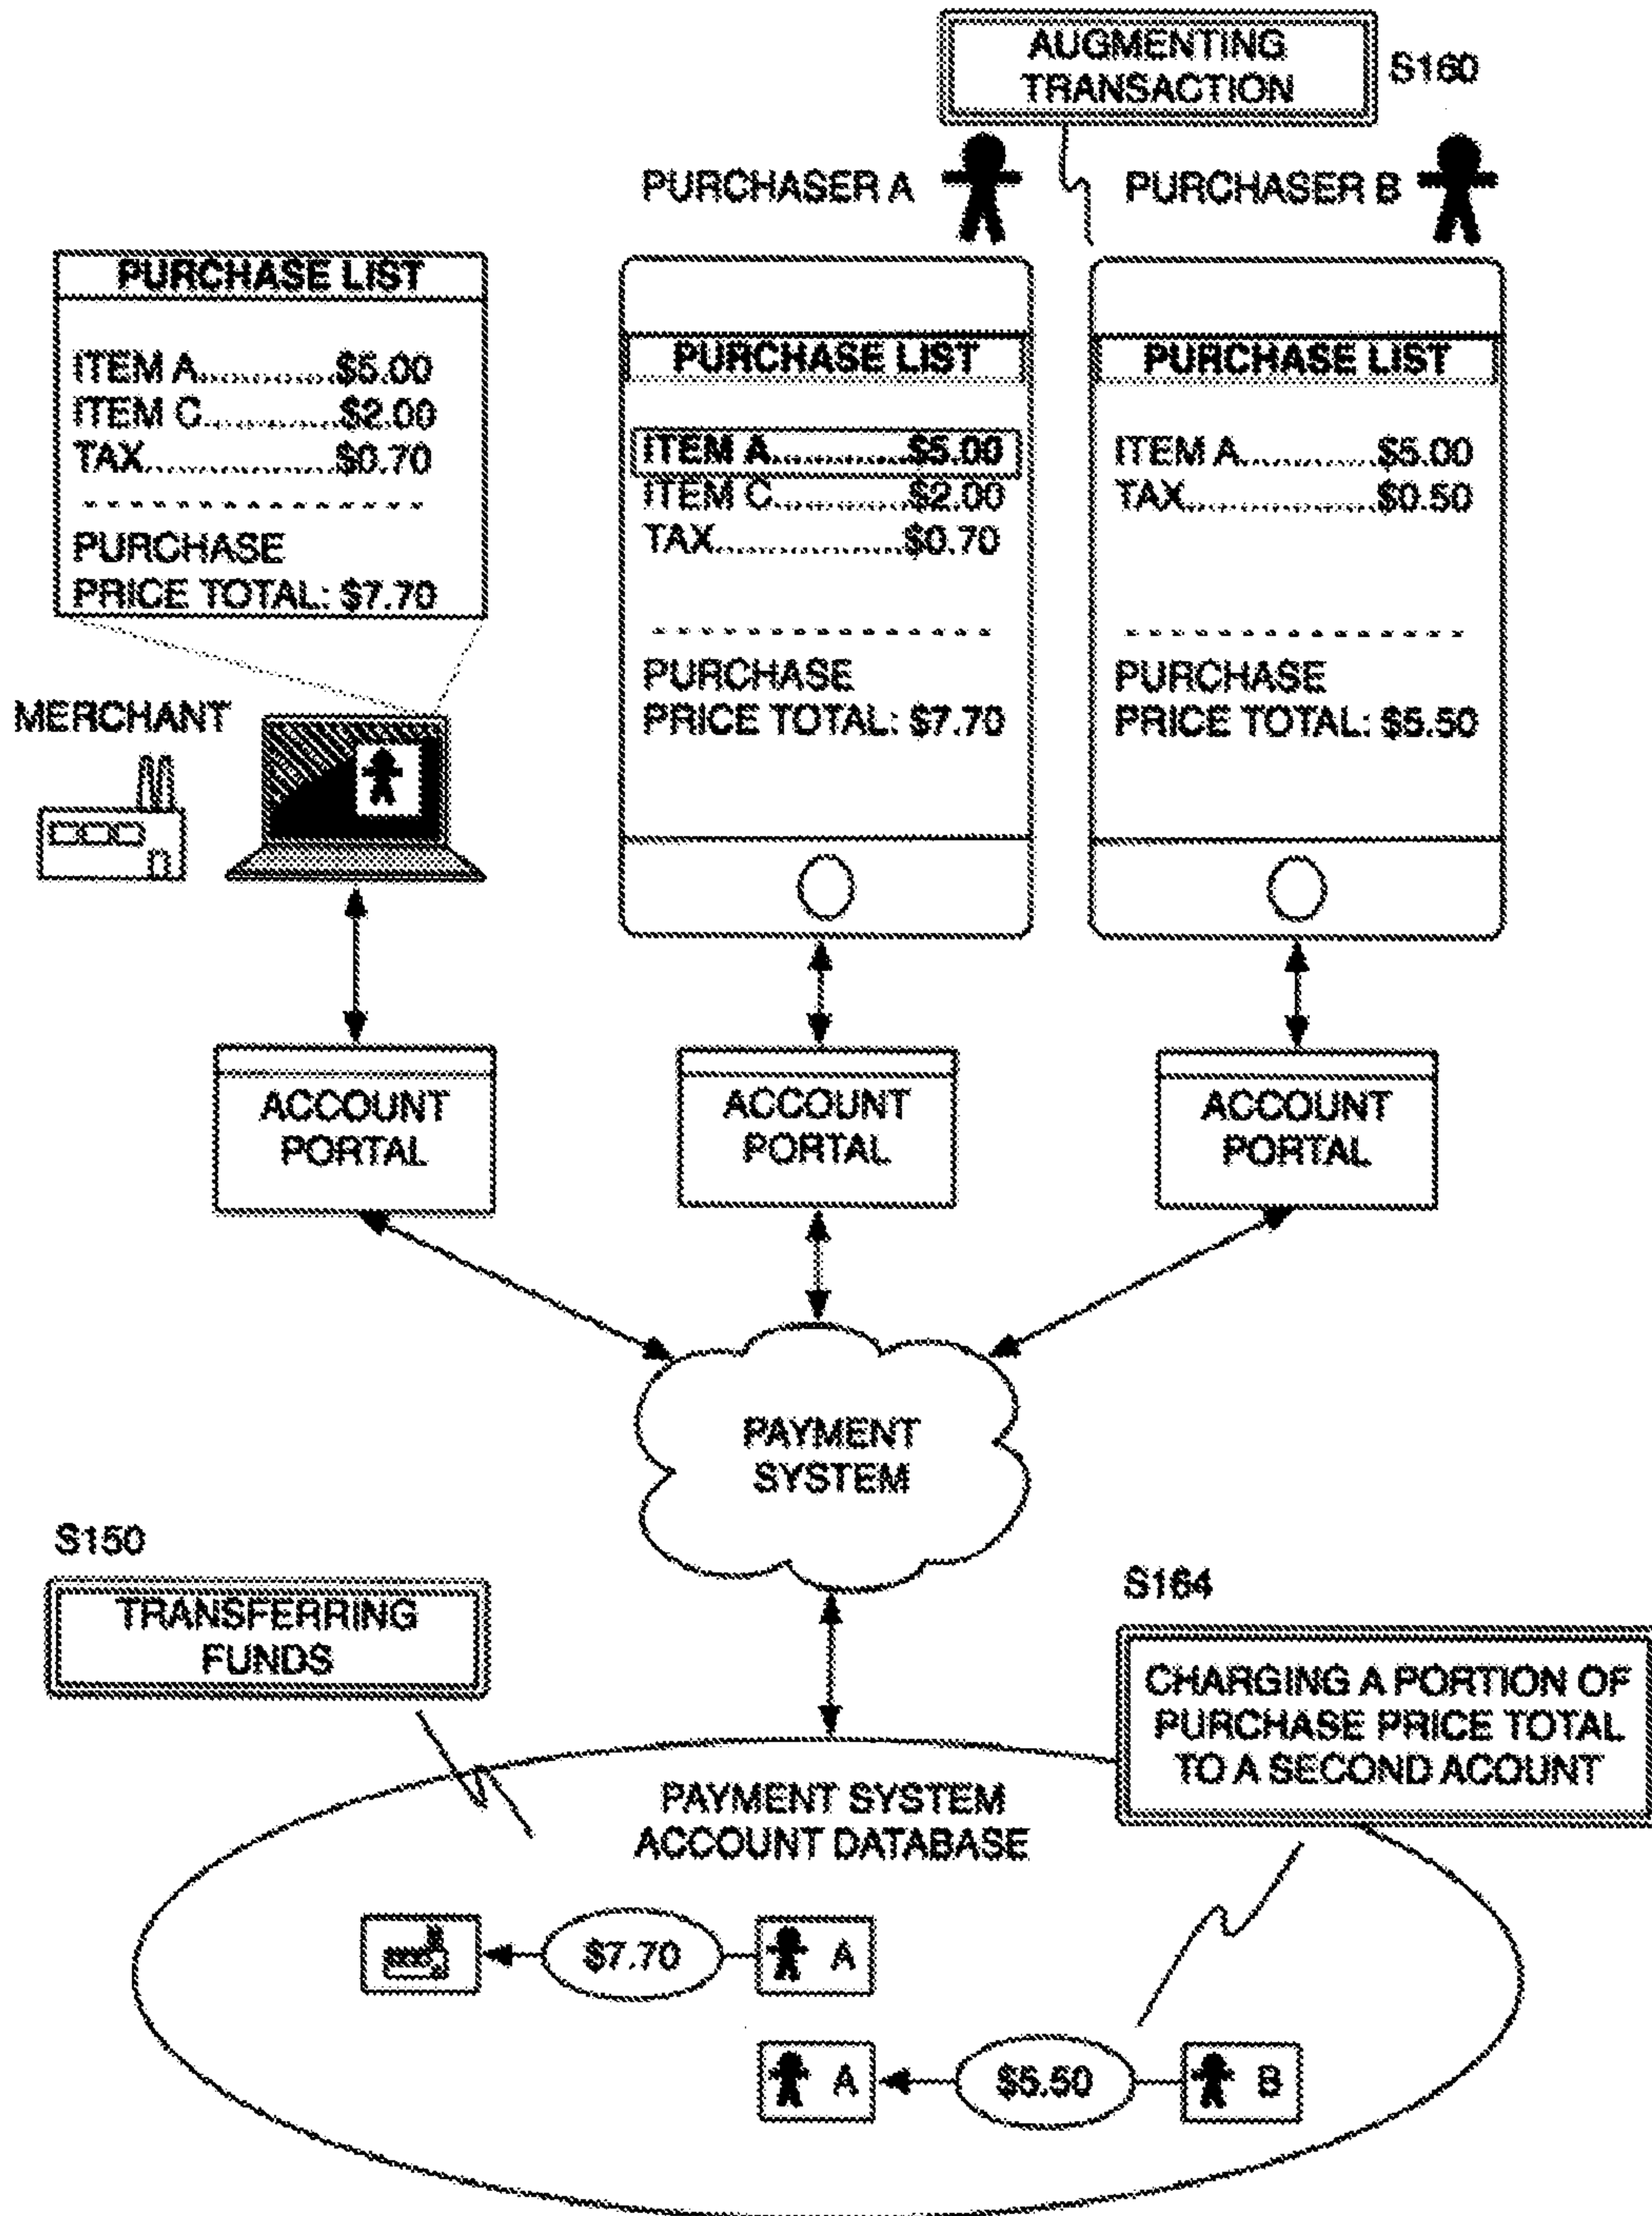 AUGMENTING
TRANSACTION
S160
PURCHASER A
PURCHASER B
PURCHASE LIST
ITEM A............$5.00
ITEM C............$2.00
TAX................$0.70
PURCHASE
PRICE TOTAL: $7.70
MERCHANT
PURCHASE LIST
ITEM A............$5.00
ITEM C............$2.00
TAX................$0.70
PURCHASE
PRICE TOTAL: $7.70
PURCHASE LIST
ITEM A............$5.00
TAX................$0.50
PURCHASE
PRICE TOTAL: $5.50
ACCOUNT
PORTAL
ACCOUNT
PORTAL
ACCOUNT
PORTAL
PAYMENT
SYSTEM
S150
TRANSFERRING
FUNDS
S164
CHARGING A PORTION OF
PURCHASE PRICE TOTAL
TO A SECOND ACOUNT
PAYMENT SYSTEM
ACCOUNT DATABASE
$7.70
A
A
$5.50
B